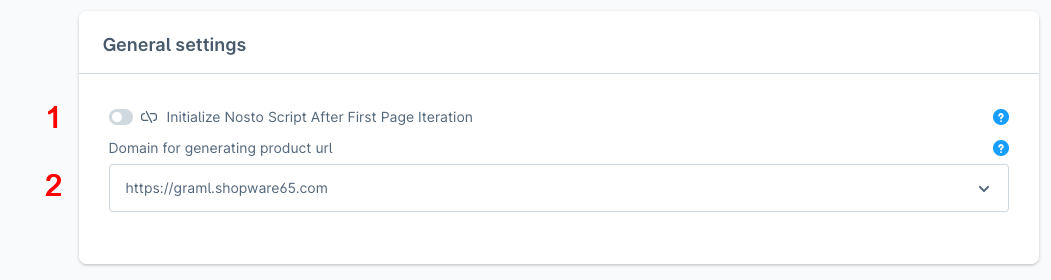 General settings
1 Initialize Nosto Script After First Page Iteration ?
Domain for generating product url ?
2 https://graml.shopware65.com